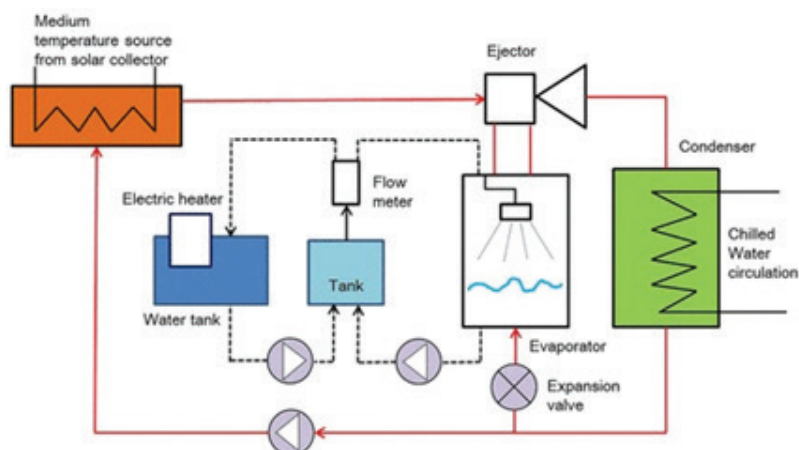 Medium
temperature source
from solar collector
Ejector
Condenser
Electric heater
Flow
meter
Chilled
Water
circulation
Tank
Water tank
Evaporator
Expansion
valve